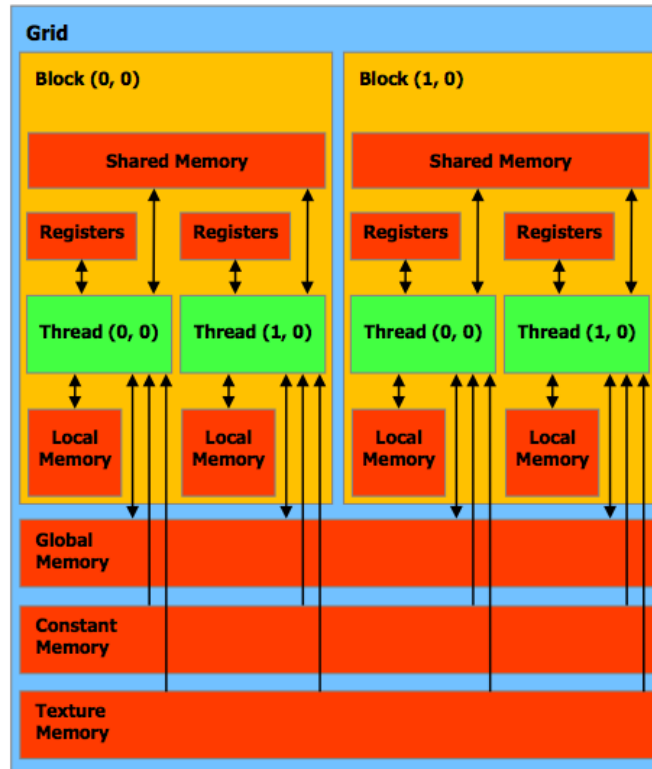 Grid
Block (0, 0)
Block (1, 0)
Shared Memory
Shared Memory
Registers
Registers
Registers
Registers
Thread (0, 0)
Thread (1, 0)
Thread (0, 0)
Thread (1, 0)
Local
Memory
Local
Memory
Local
Memory
Local
Memory
Global
Memory
Constant
Memory
Texture
Memory